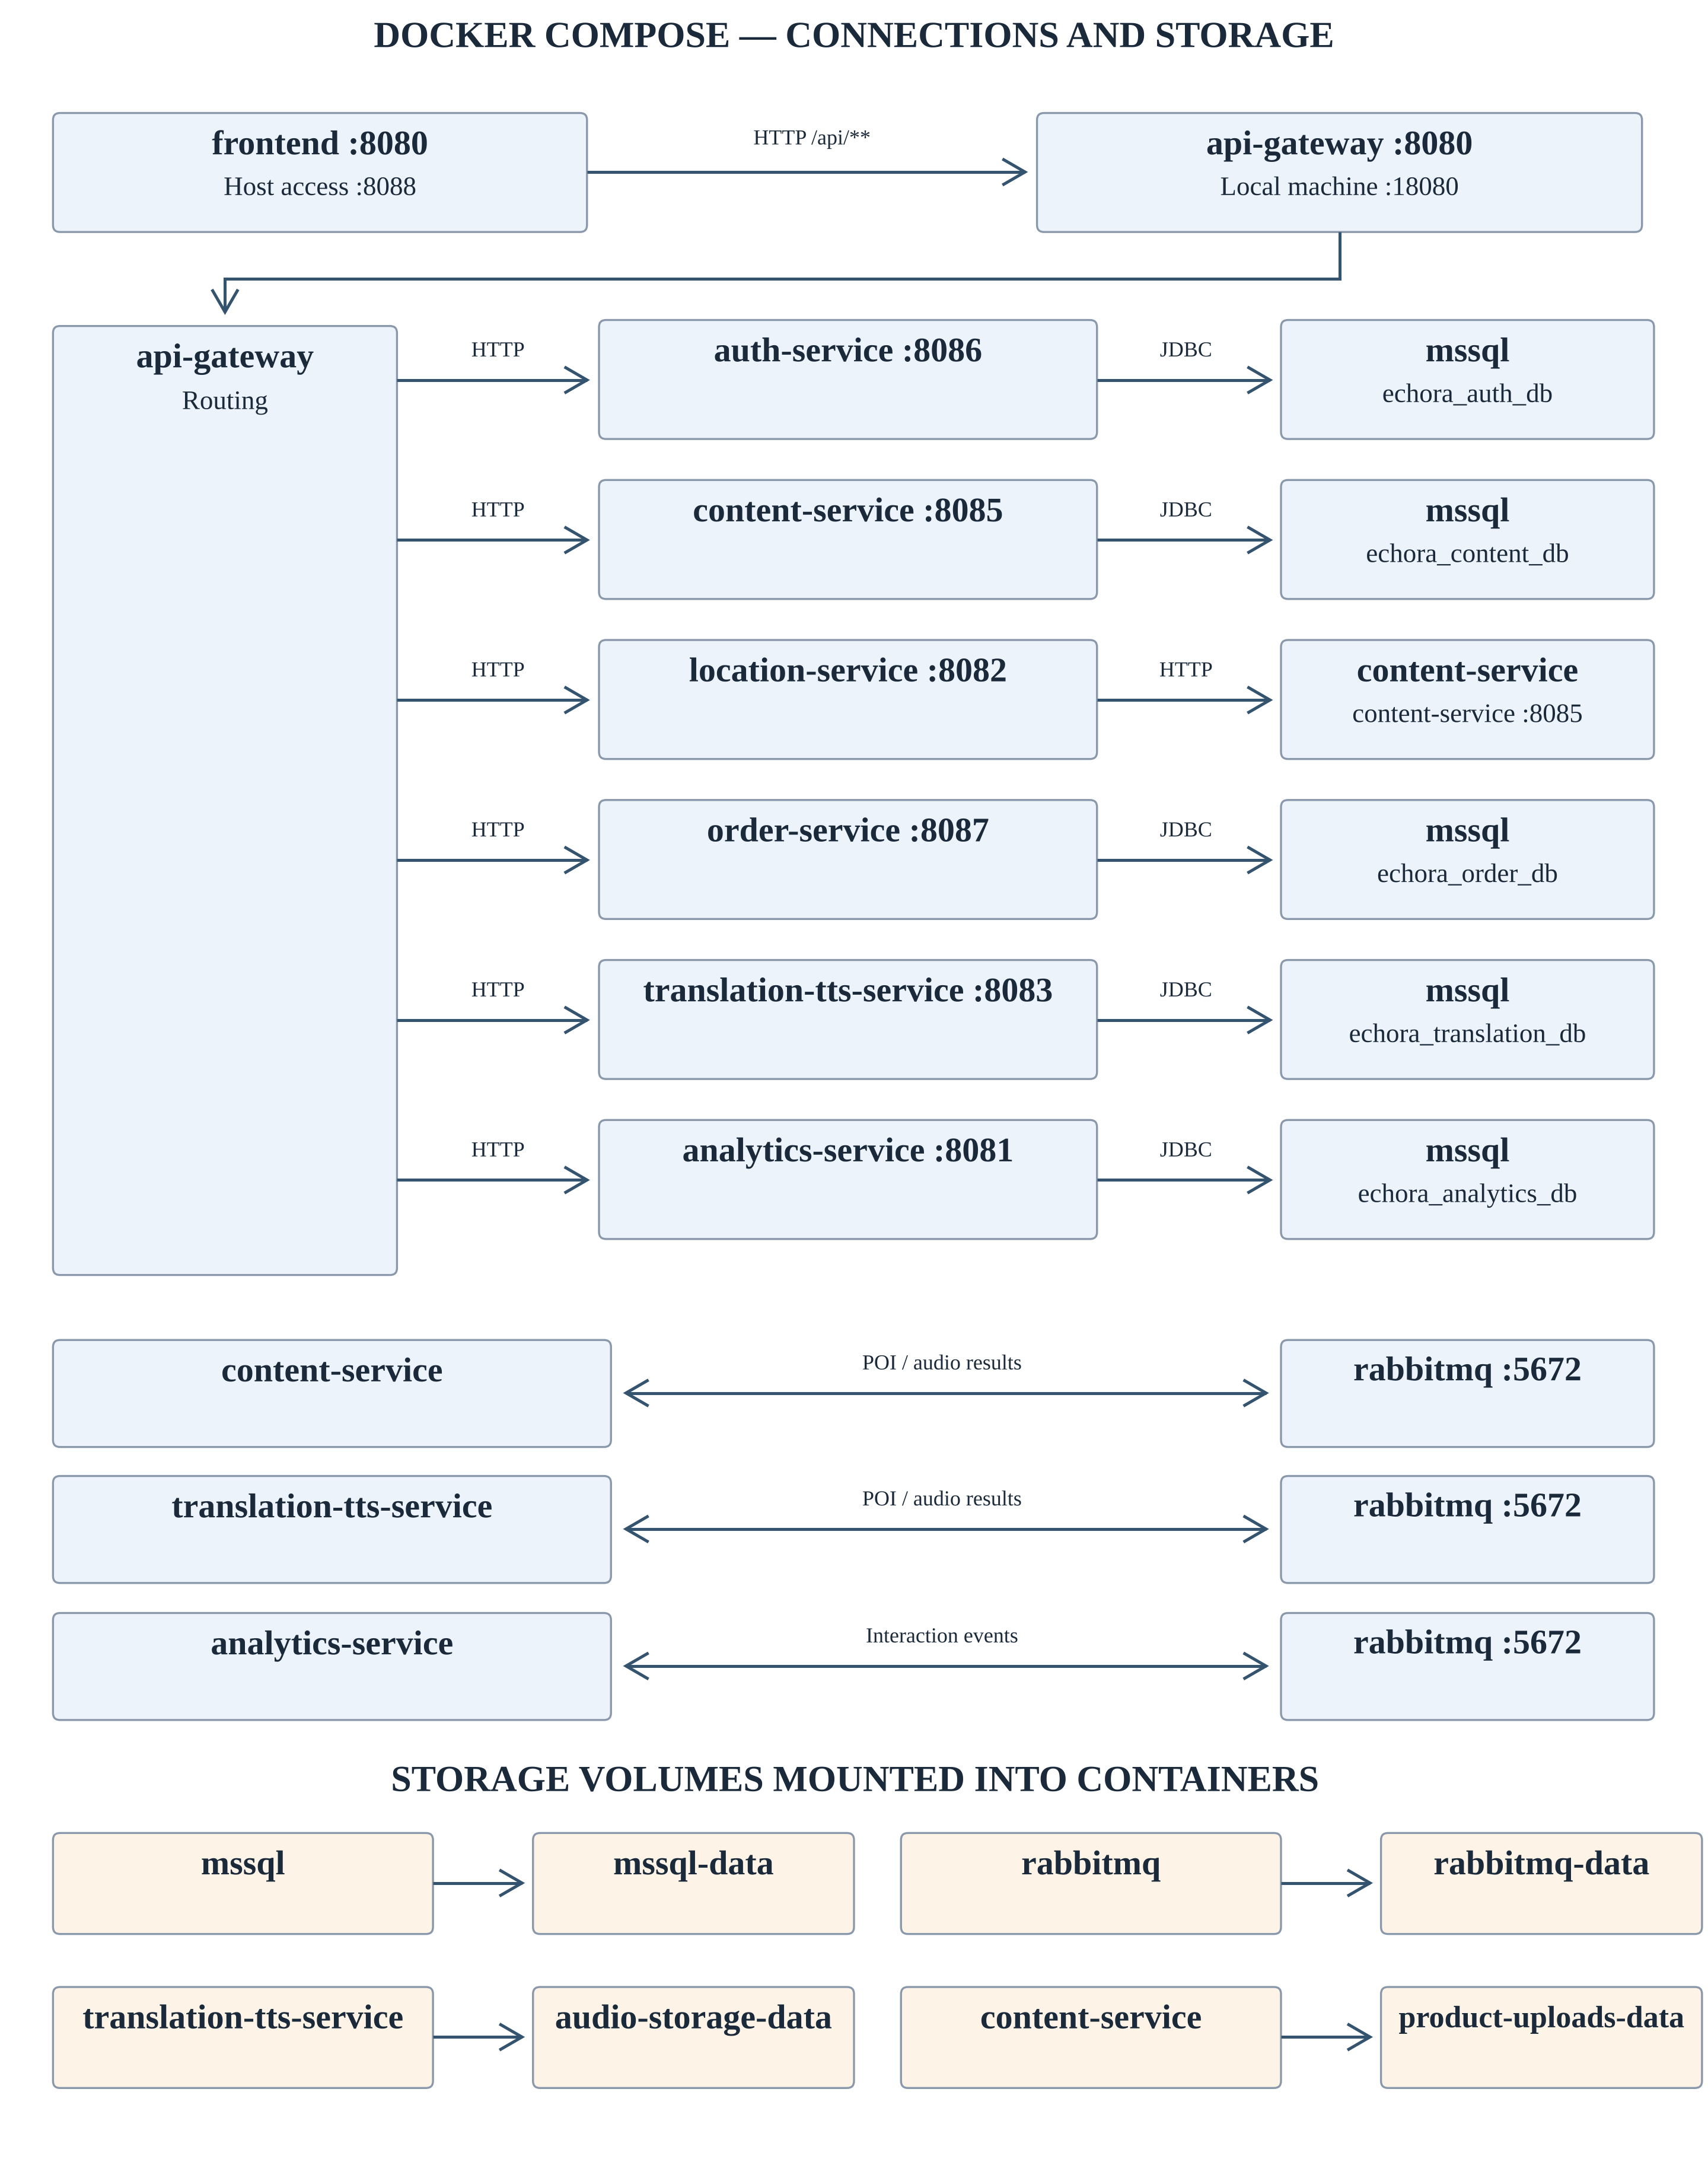 DOCKER COMPOSE — CONNECTIONS AND STORAGE
frontend :8080
Host access :8088
HTTP /api/**
api-gateway :8080
Local machine :18080
api-gateway
Routing
HTTP
auth-service :8086
JDBC
mssql
echora_auth_db
HTTP
content-service :8085
JDBC
mssql
echora_content_db
HTTP
location-service :8082
HTTP
content-service
content-service :8085
HTTP
order-service :8087
JDBC
mssql
echora_order_db
HTTP
translation-tts-service :8083
JDBC
mssql
echora_translation_db
HTTP
analytics-service :8081
JDBC
mssql
echora_analytics_db
content-service
POI / audio results
rabbitmq :5672
translation-tts-service
POI / audio results
rabbitmq :5672
analytics-service
Interaction events
rabbitmq :5672
STORAGE VOLUMES MOUNTED INTO CONTAINERS
mssql
mssql-data
rabbitmq
rabbitmq-data
translation-tts-service
audio-storage-data
content-service
product-uploads-data